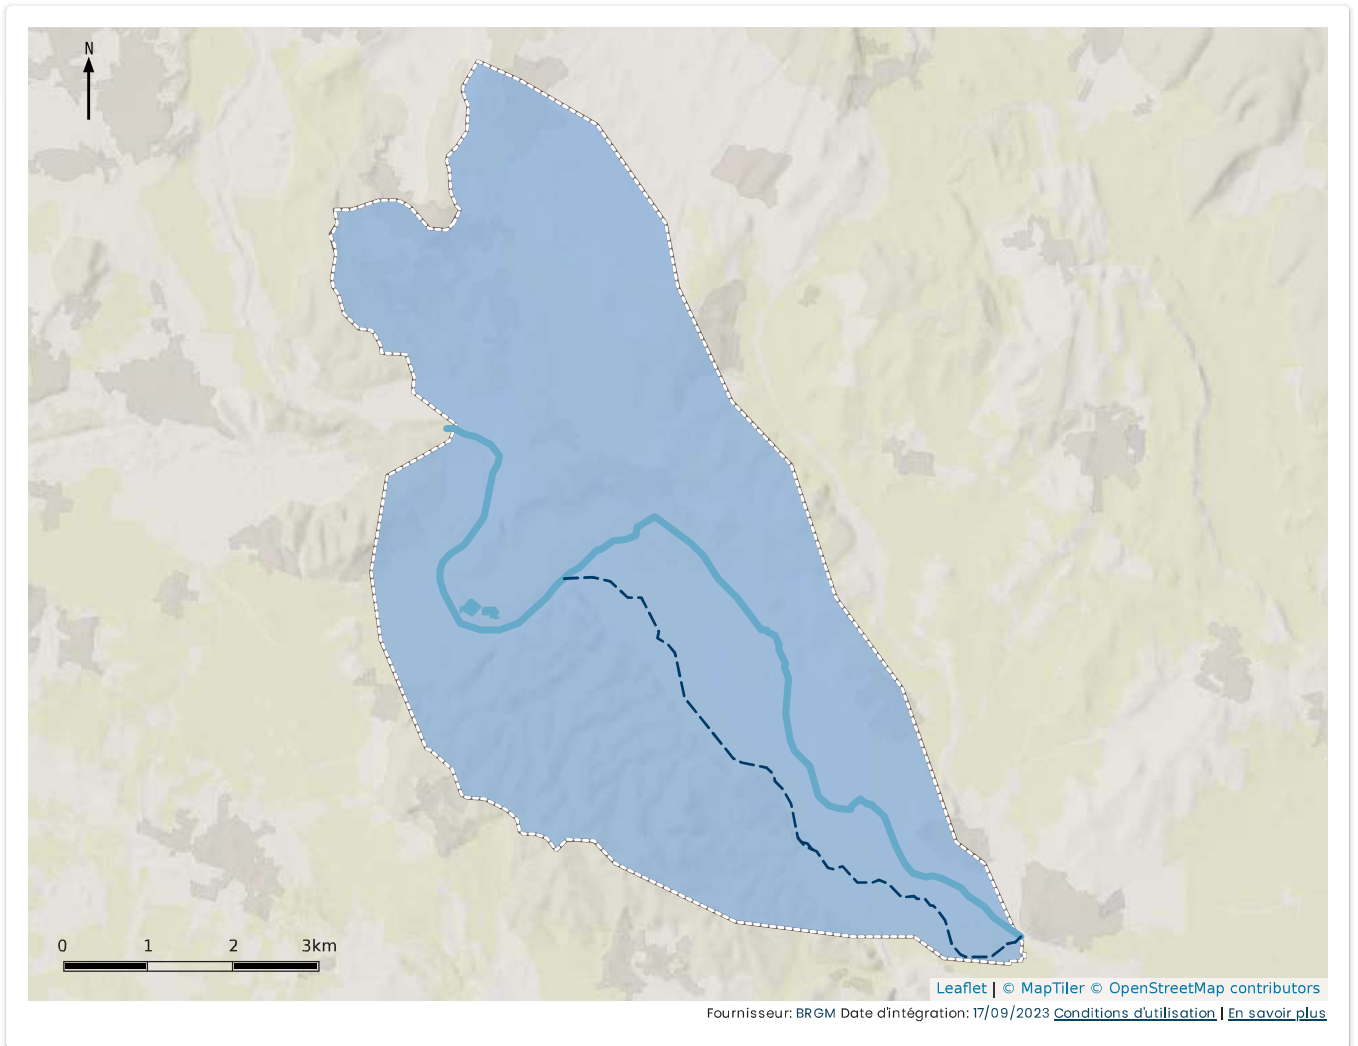 N
0 1 2 3km
Leaflet | © MapTiler © OpenStreetMap contributors
Fournisseur: BRGM Date d'intégration: 17/09/2023 Conditions d'utilisation | En savoir plus